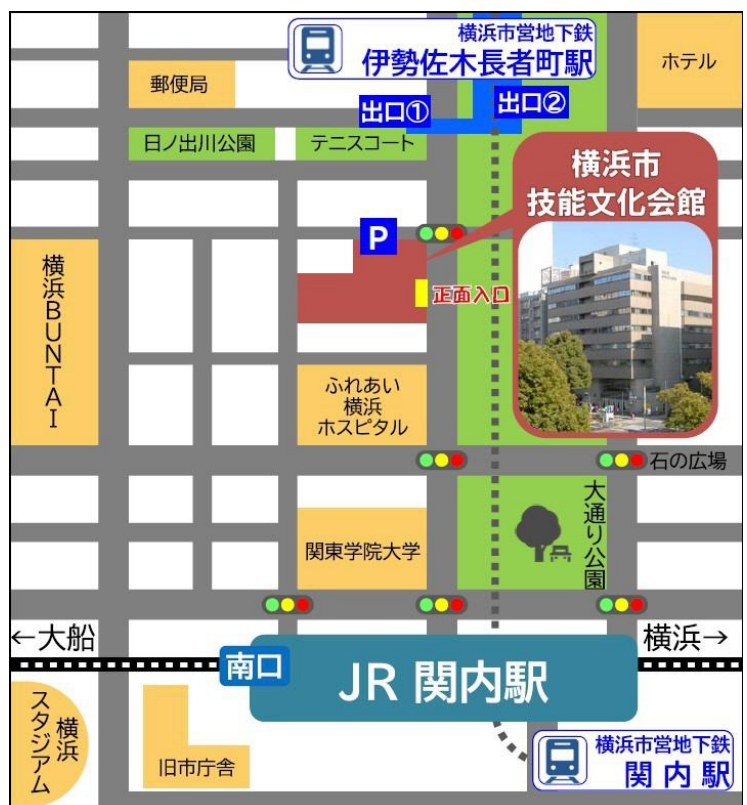 横浜市営地下鉄
伊勢佐木長者町駅
ホテル
郵便局
出口①
出口②
日ノ出川公園
テニスコート
横浜市
技能文化会館
P
正面入口
横浜BUNTAI
ふれあい
横浜
ホスピタル
石の広場
大通り公園
関東学院大学
←大船
横浜→
南口
JR 関内駅
横浜
スタジアム
旧市庁舎
横浜市営地下鉄
関内駅